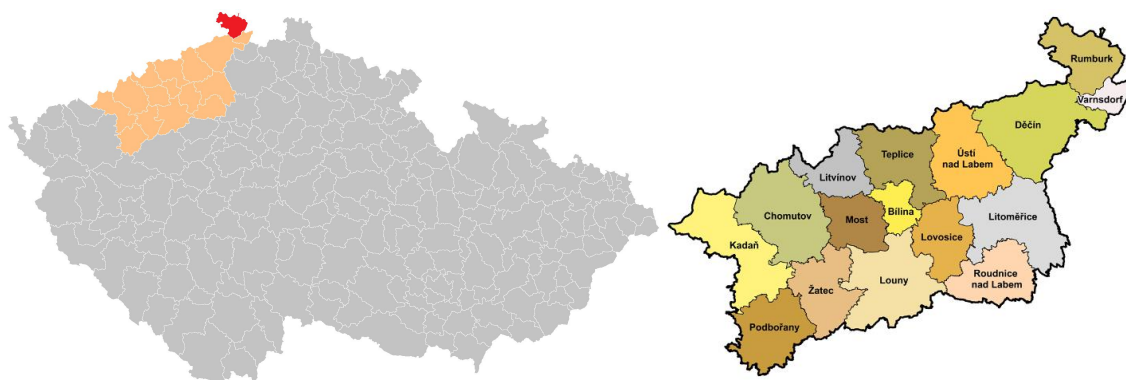 Rumburk
Varnsdorf
Děčín
Ústí
nad Labem
Teplice
Litvínov
Bílina
Most
Chomutov
Kadaň
Lovosice
Litoměřice
Roudnice
nad Labem
Louny
Žatec
Podbořany